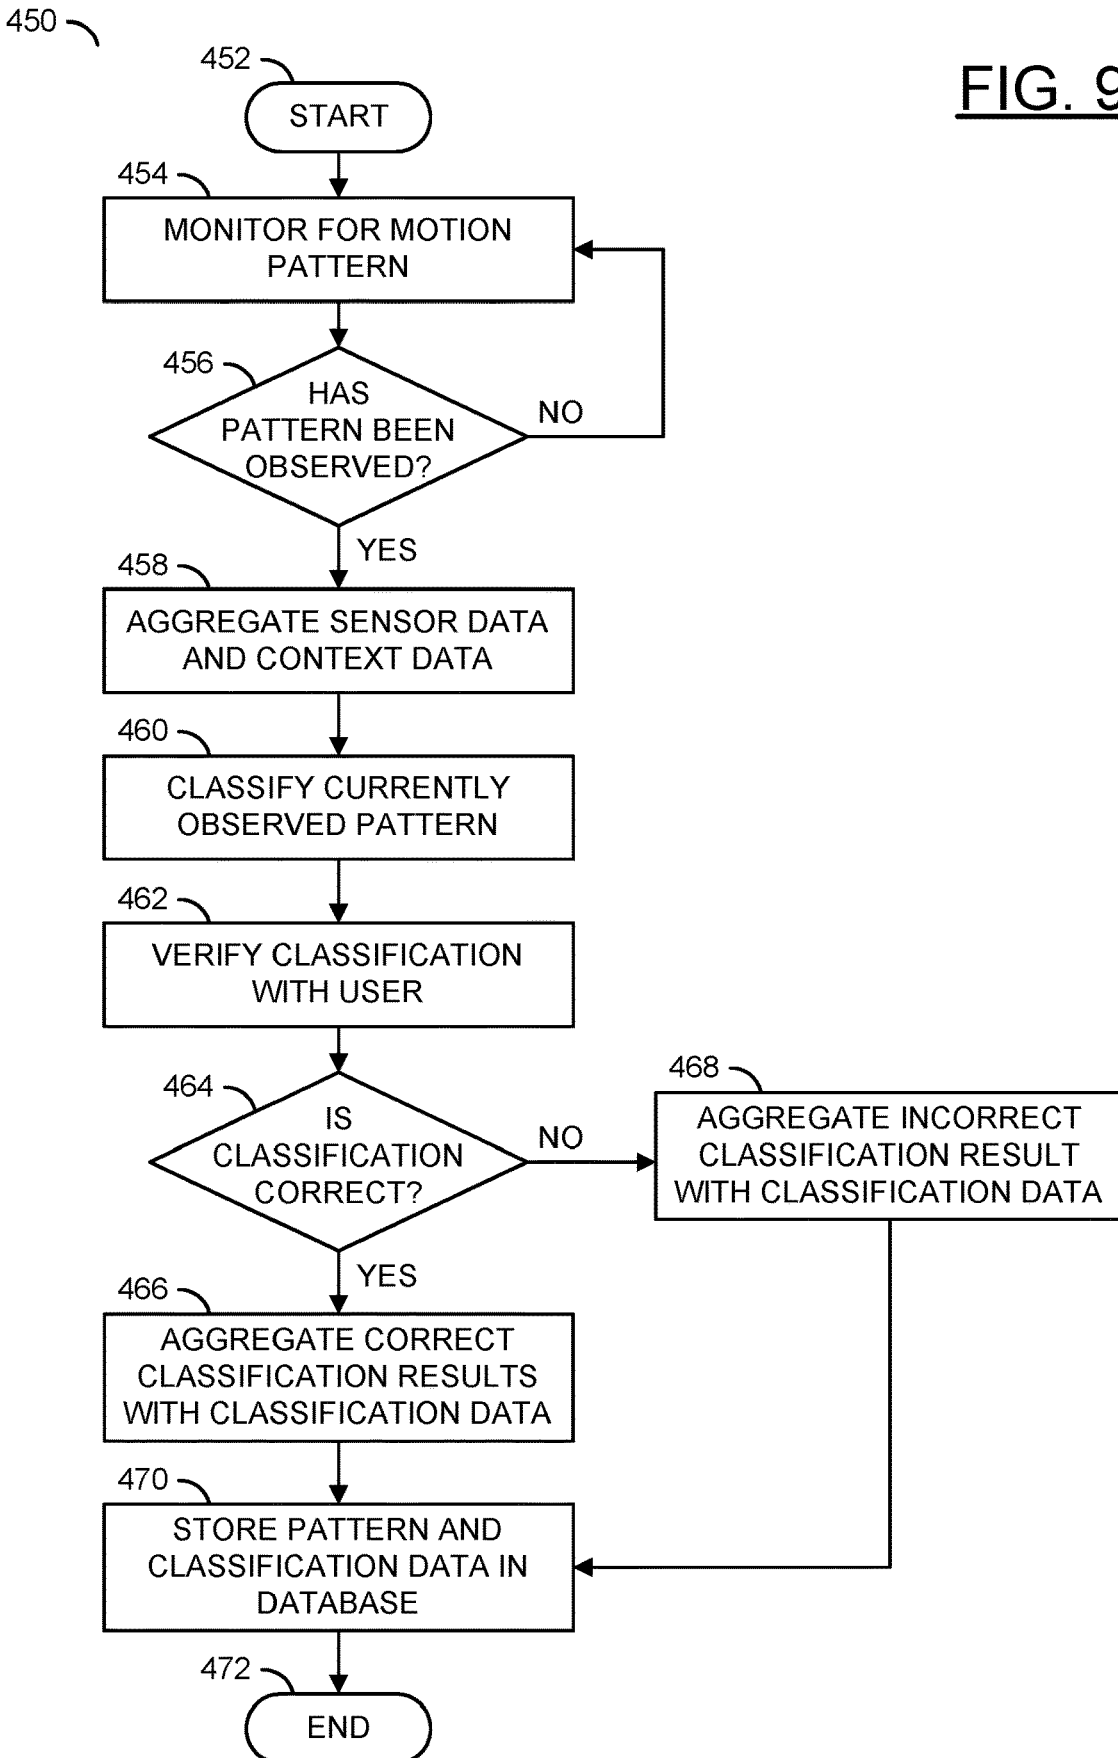 450
452
FIG. 9
START
454
MONITOR FOR MOTION
PATTERN
456
HAS
PATTERN BEEN
OBSERVED?
NO
YES
458
AGGREGATE SENSOR DATA
AND CONTEXT DATA
460
CLASSIFY CURRENTLY
OBSERVED PATTERN
462
VERIFY CLASSIFICATION
WITH USER
464
IS
CLASSIFICATION
CORRECT?
NO
468
AGGREGATE INCORRECT
CLASSIFICATION RESULT
WITH CLASSIFICATION DATA
YES
466
AGGREGATE CORRECT
CLASSIFICATION RESULTS
WITH CLASSIFICATION DATA
470
STORE PATTERN AND
CLASSIFICATION DATA IN
DATABASE
472
END